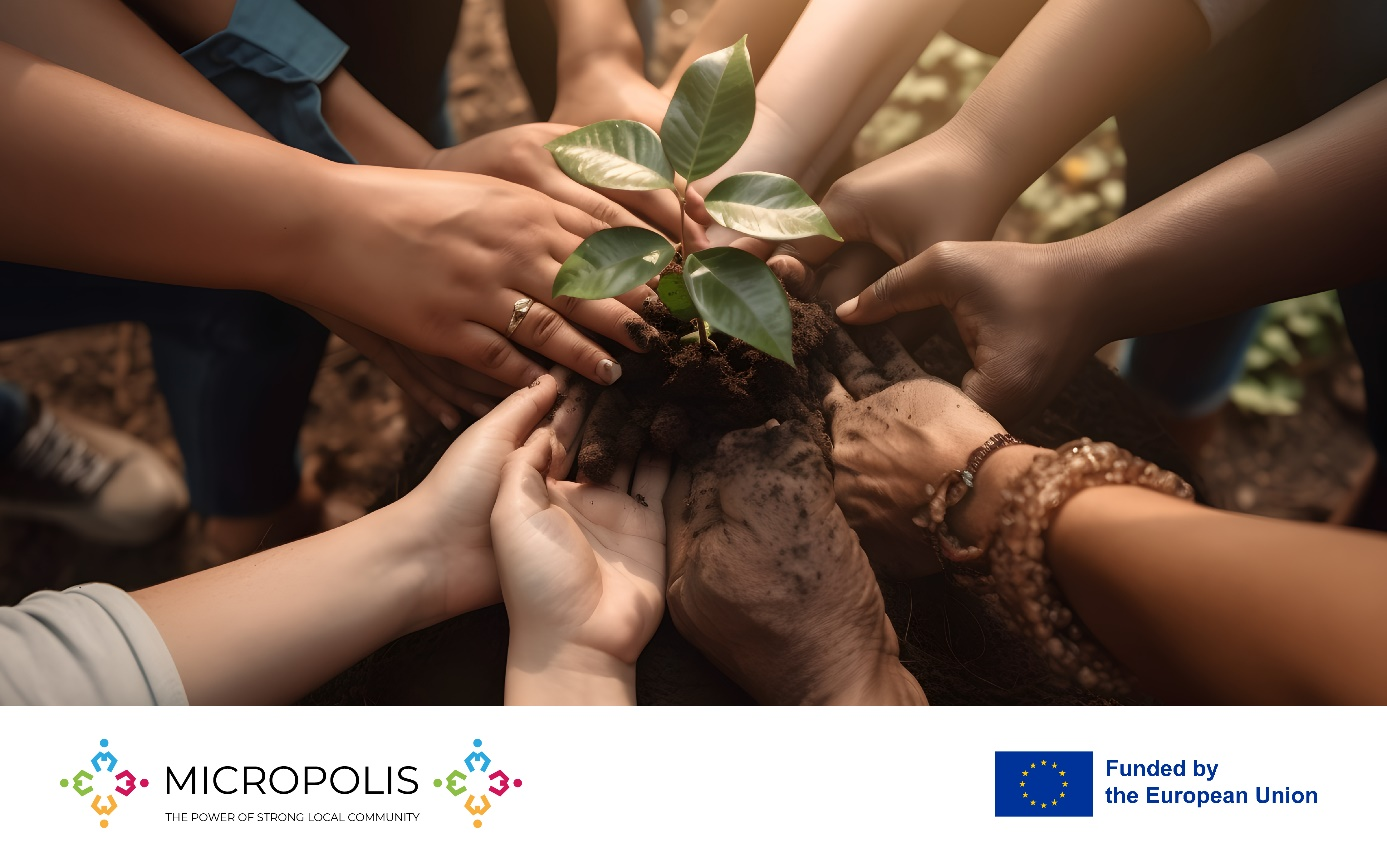 MICROPOLIS
THE POWER OF STRONG LOCAL COMMUNITY
Funded by
the European Union